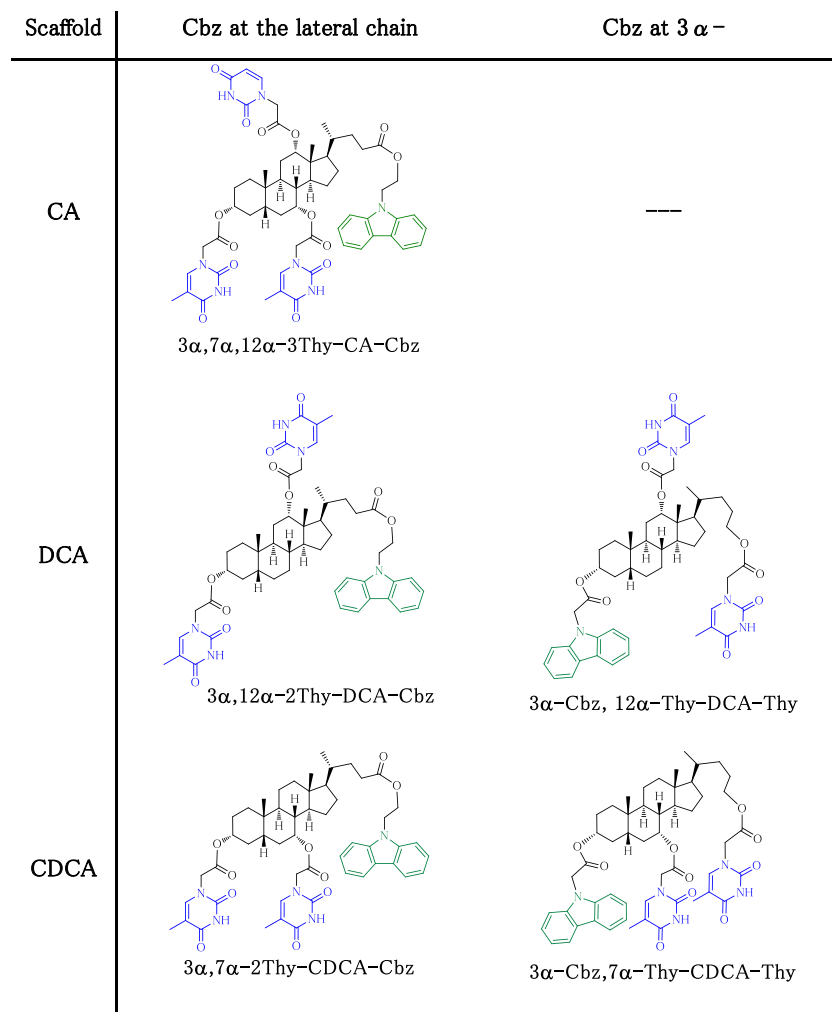 Scaffold Cbz at the lateral chain Cbz at 3α-
CA ---
3α,7α,12α-3Thy-CA-Cbz
DCA
3α,12α-2Thy-DCA-Cbz 3α-Cbz, 12α-Thy-DCA-Thy
CDCA
3α,7α-2Thy-CDCA-Cbz 3α-Cbz,7α-Thy-CDCA-Thy